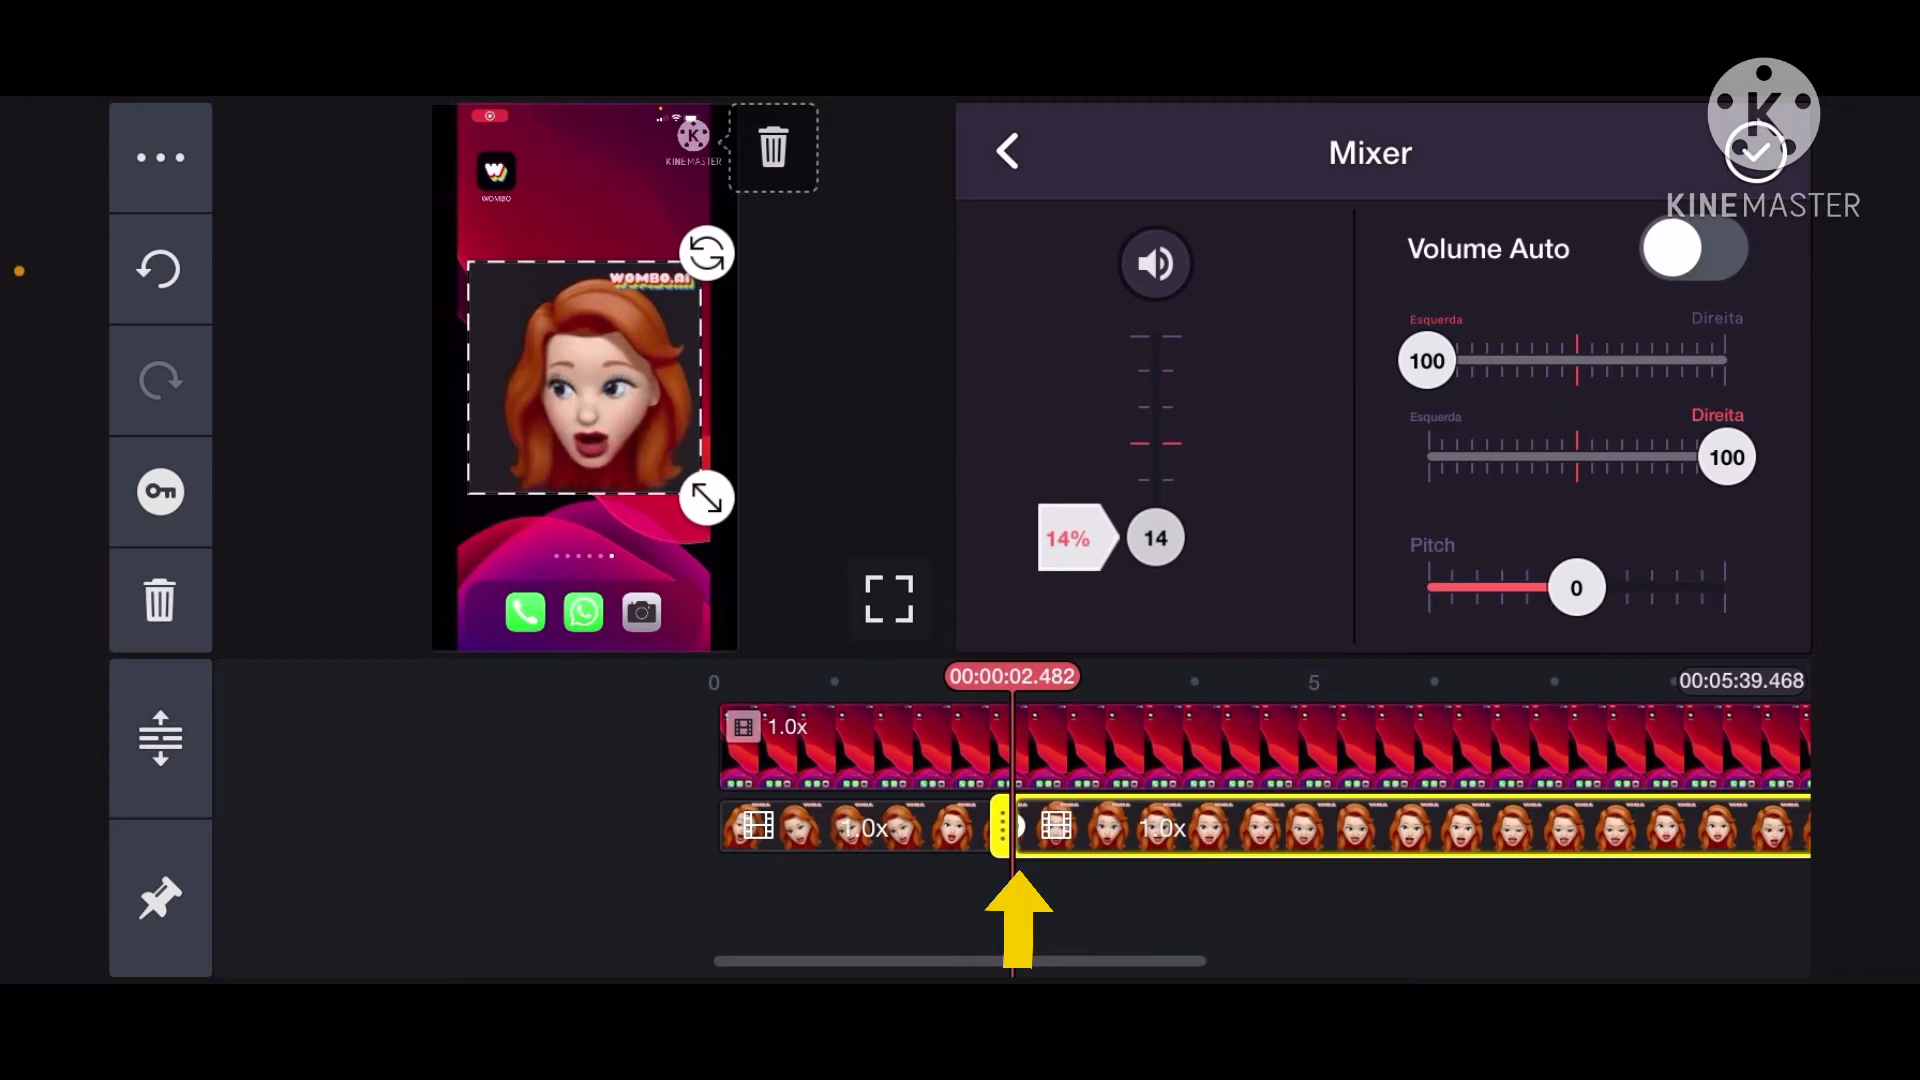 Mixer
KINEMASTER
KINEMASTER
WOMBO
WOMBO.AI
Volume Auto
Esquerda
Direita
100
Esquerda
Direita
100
14%
14
Pitch
0
0
00:00:02.482
5
00:05:39.468
1.0x
1.0x
1.0x